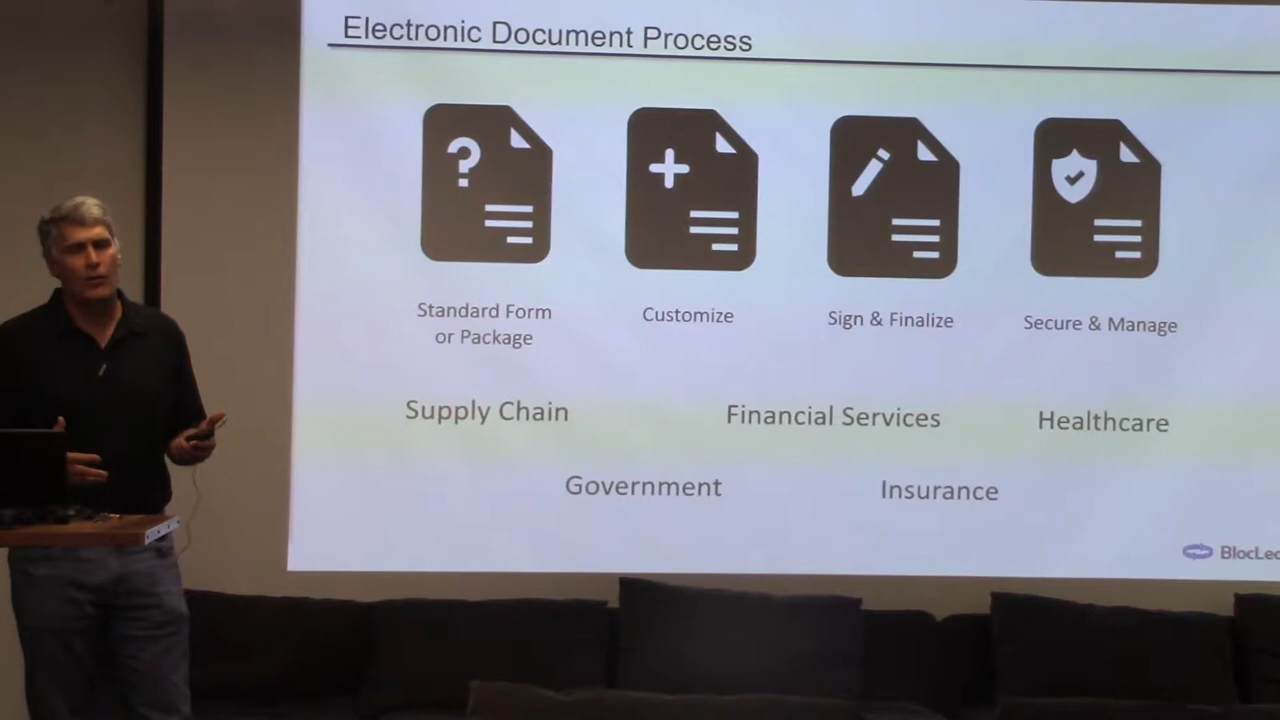 Electronic Document Process
Standard Form
or Package
Customize
Sign & Finalize
Secure & Manage
Supply Chain
Financial Services
Healthcare
Government
Insurance